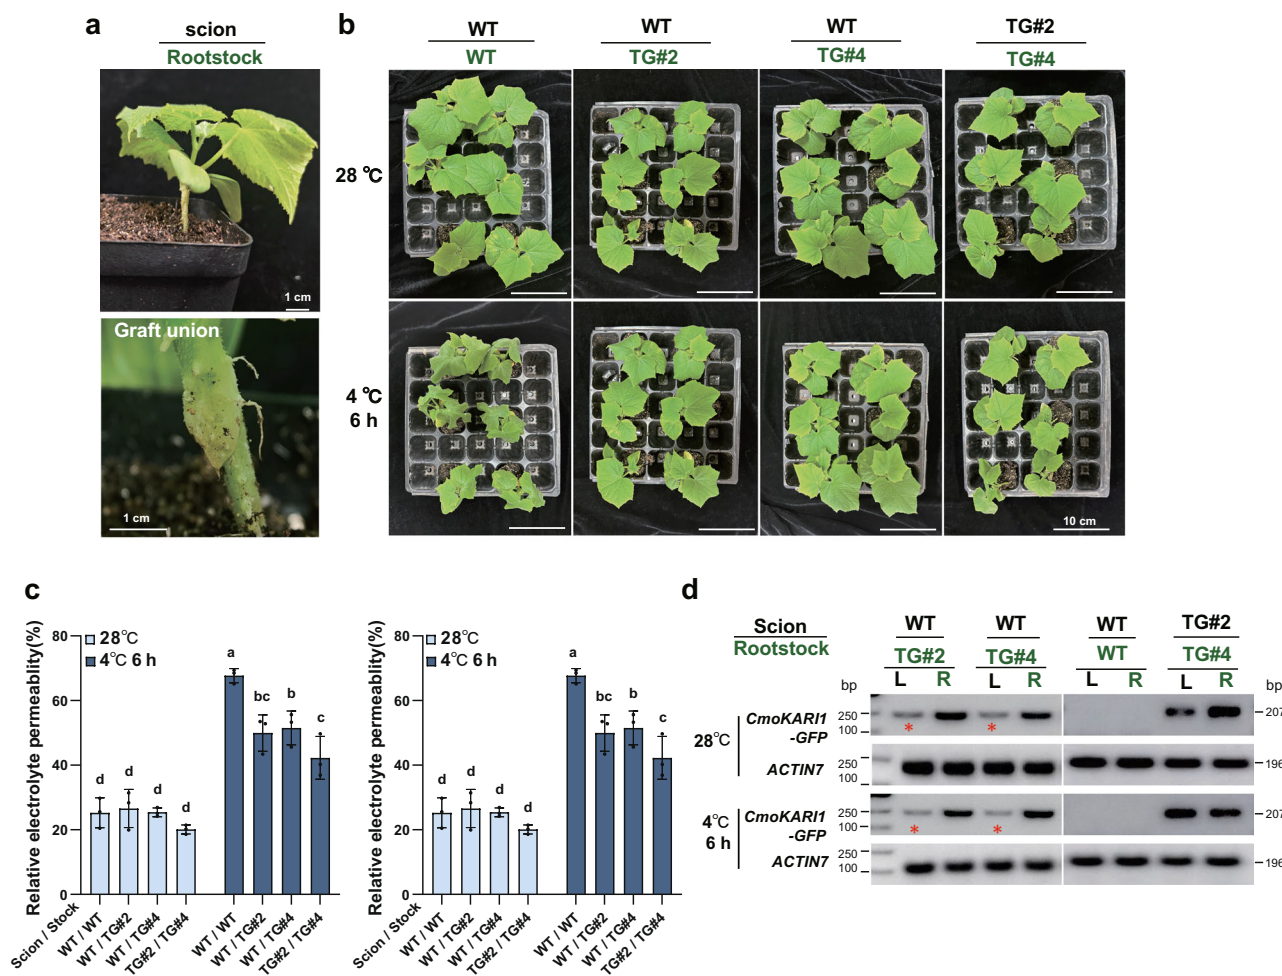 a
scion
Rootstock
1 cm
Graft union
1 cm
b
WT
WT
WT
TG#2
WT
TG#4
TG#2
TG#4
28 ℃
4 ℃
6 h
10 cm
c
Relative electrolyte permeablity(%)
28℃
4℃ 6 h
80
60
40
20
0
d
d
d
d
a
bc
b
c
Scion / Stock
WT / WT
WT / TG#2
WT / TG#4
TG#2 / TG#4
WT / WT
WT / TG#2
WT / TG#4
TG#2 / TG#4
Relative electrolyte permeablity(%)
28℃
4℃ 6 h
80
60
40
20
0
d
d
d
d
a
bc
b
c
Scion / Stock
WT / WT
WT / TG#2
WT / TG#4
TG#2 / TG#4
WT / WT
WT / TG#2
WT / TG#4
TG#2 / TG#4
d
Scion
Rootstock
WT
TG#2
WT
TG#4
WT
WT
TG#2
TG#4
bp
L R L R L R L R
bp
28℃
CmoKARI1
-GFP
250
100
* *
207
ACTIN7
250
100
196
4℃
6 h
CmoKARI1
-GFP
250
100
* *
207
ACTIN7
250
100
196